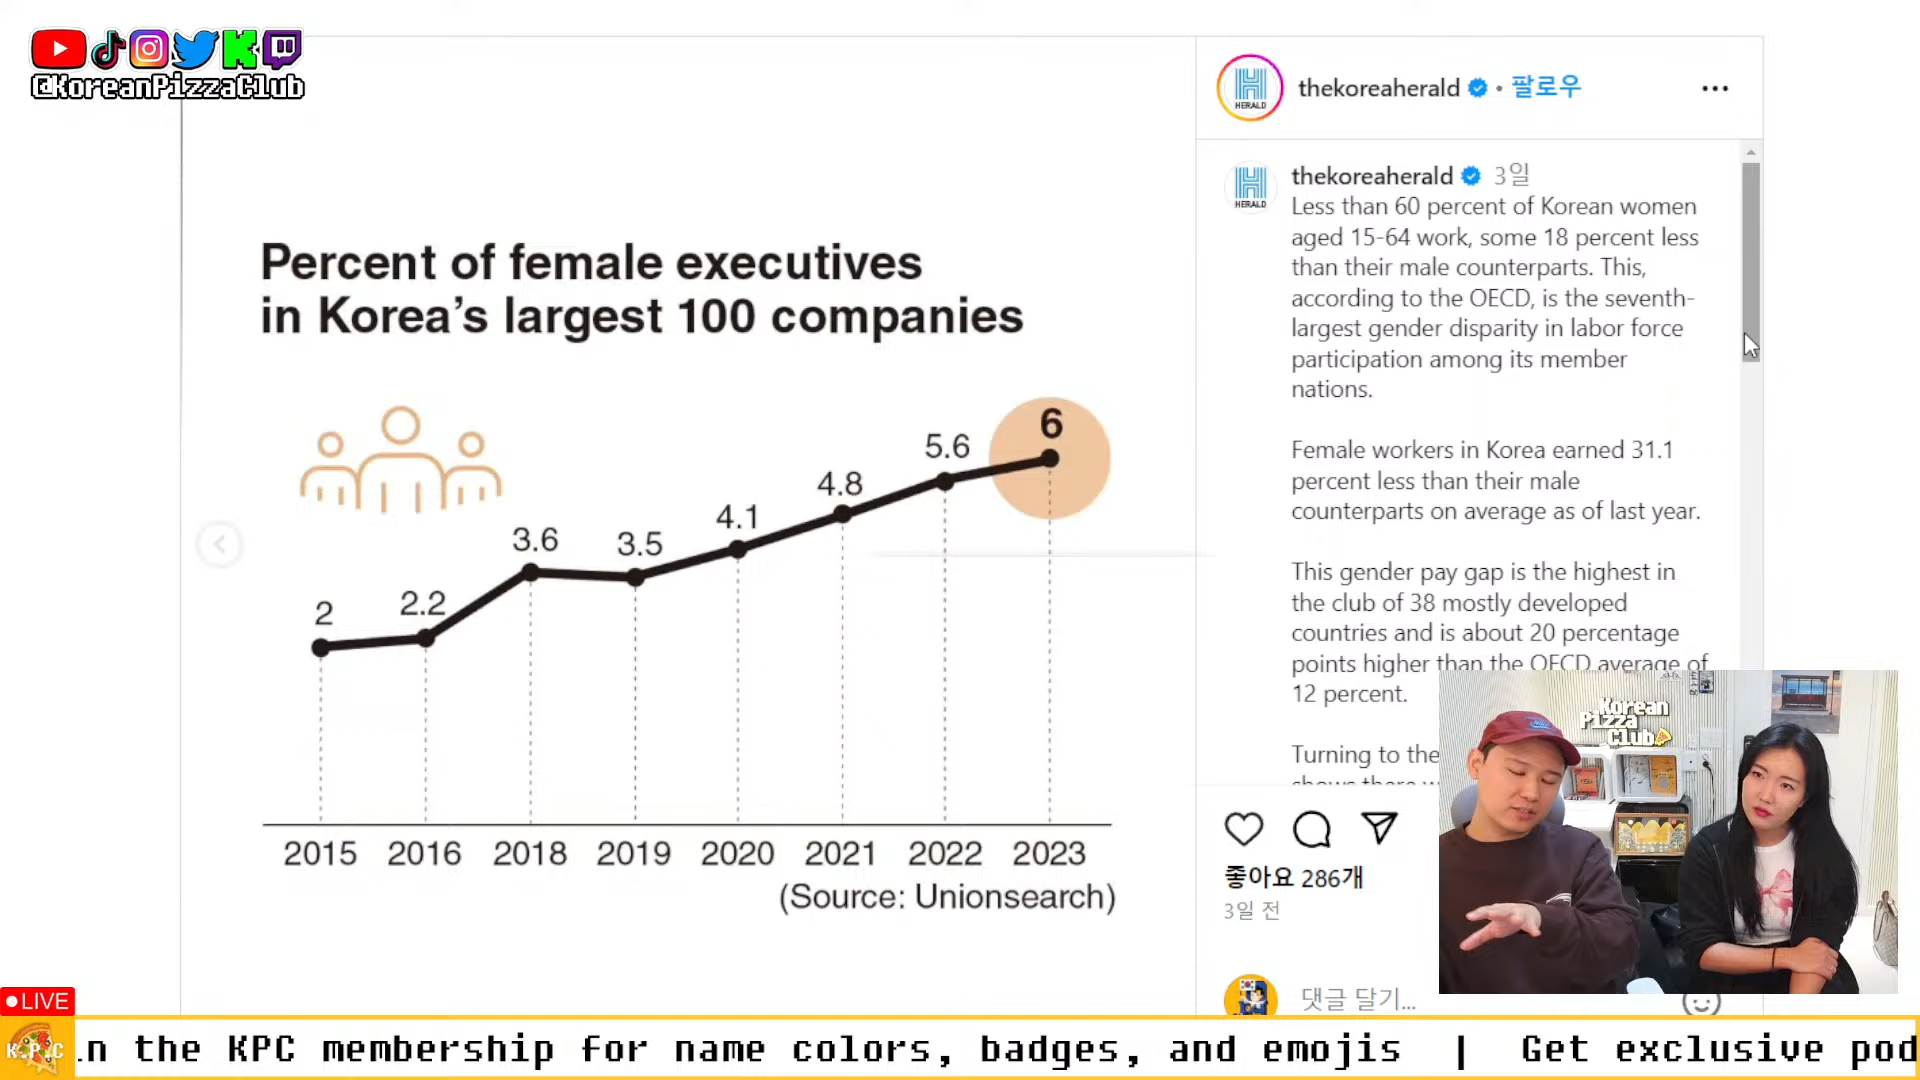 @KoreanPizzaClub
Percent of female executives
in Korea's largest 100 companies
2
2.2
3.6
3.5
4.1
4.8
5.6
6
2015 2016 2018 2019 2020 2021 2022 2023
(Source: Unionsearch)
HERALD
thekoreaherald • 팔로우
HERALD
thekoreaherald 3일
Less than 60 percent of Korean women
aged 15-64 work, some 18 percent less
than their male counterparts. This,
according to the OECD, is the seventh-
largest gender disparity in labor force
participation among its member
nations.
Female workers in Korea earned 31.1
percent less than their male
counterparts on average as of last year.
This gender pay gap is the highest in
the club of 38 mostly developed
countries and is about 20 percentage
points higher than the OECD average of
12 percent.
Turning to the
shows there w
좋아요 286개
3일 전
댓글 달기...
Korean
Pizza
Club
LIVE
K.P.C
n the KPC membership for name colors, badges, and emojis | Get exclusive pod